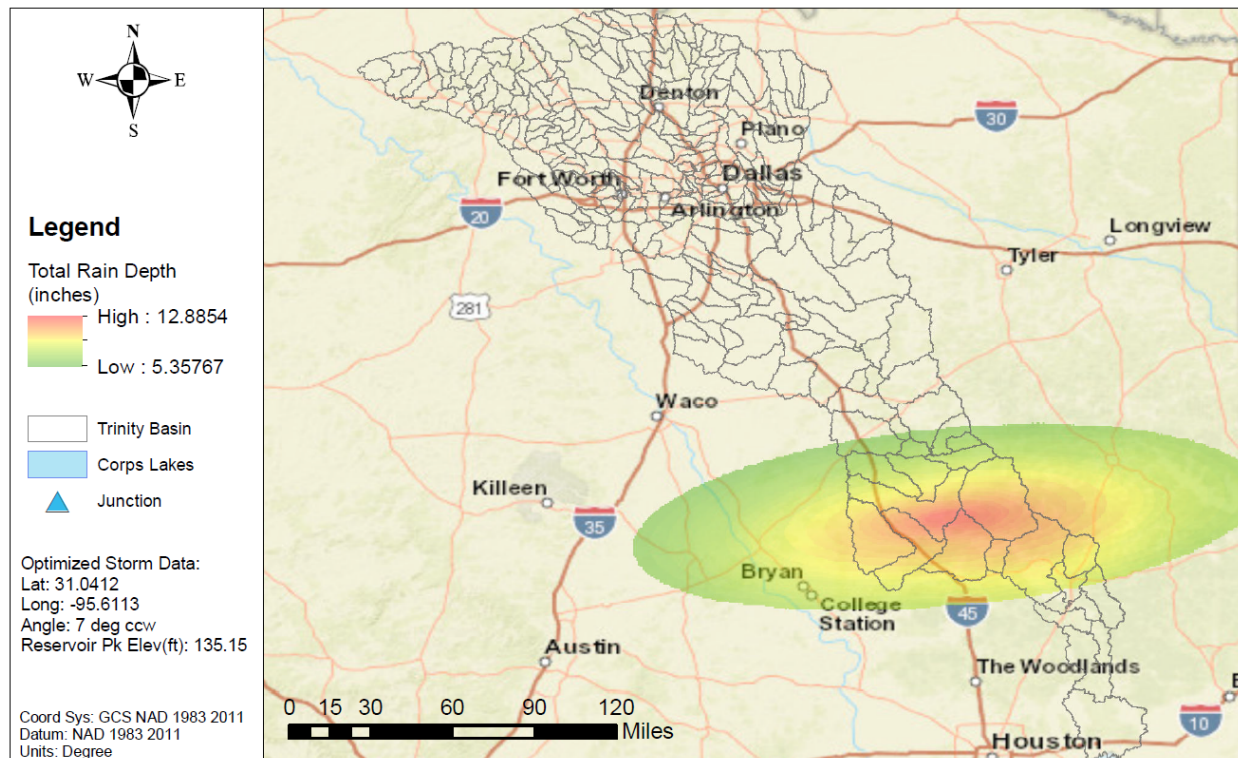 N
W E
S
Legend
Total Rain Depth
(inches)
High : 12.8854
Low : 5.35767
Trinity Basin
Corps Lakes
Junction
Optimized Storm Data:
Lat: 31.0412
Long: -95.6113
Angle: 7 deg ccw
Reservoir Pk Elev(ft): 135.15
Coord Sys: GCS NAD 1983 2011
Datum: NAD 1983 2011
Units: Degree
Denton
30
Plano
Fort Worth
Dallas
20
Arlington
Longview
Tyler
281
Waco
Killeen
35
Bryan
College
Station
45
Austin
The Woodlands
B
10
Houston
0 15 30 60 90 120
Miles